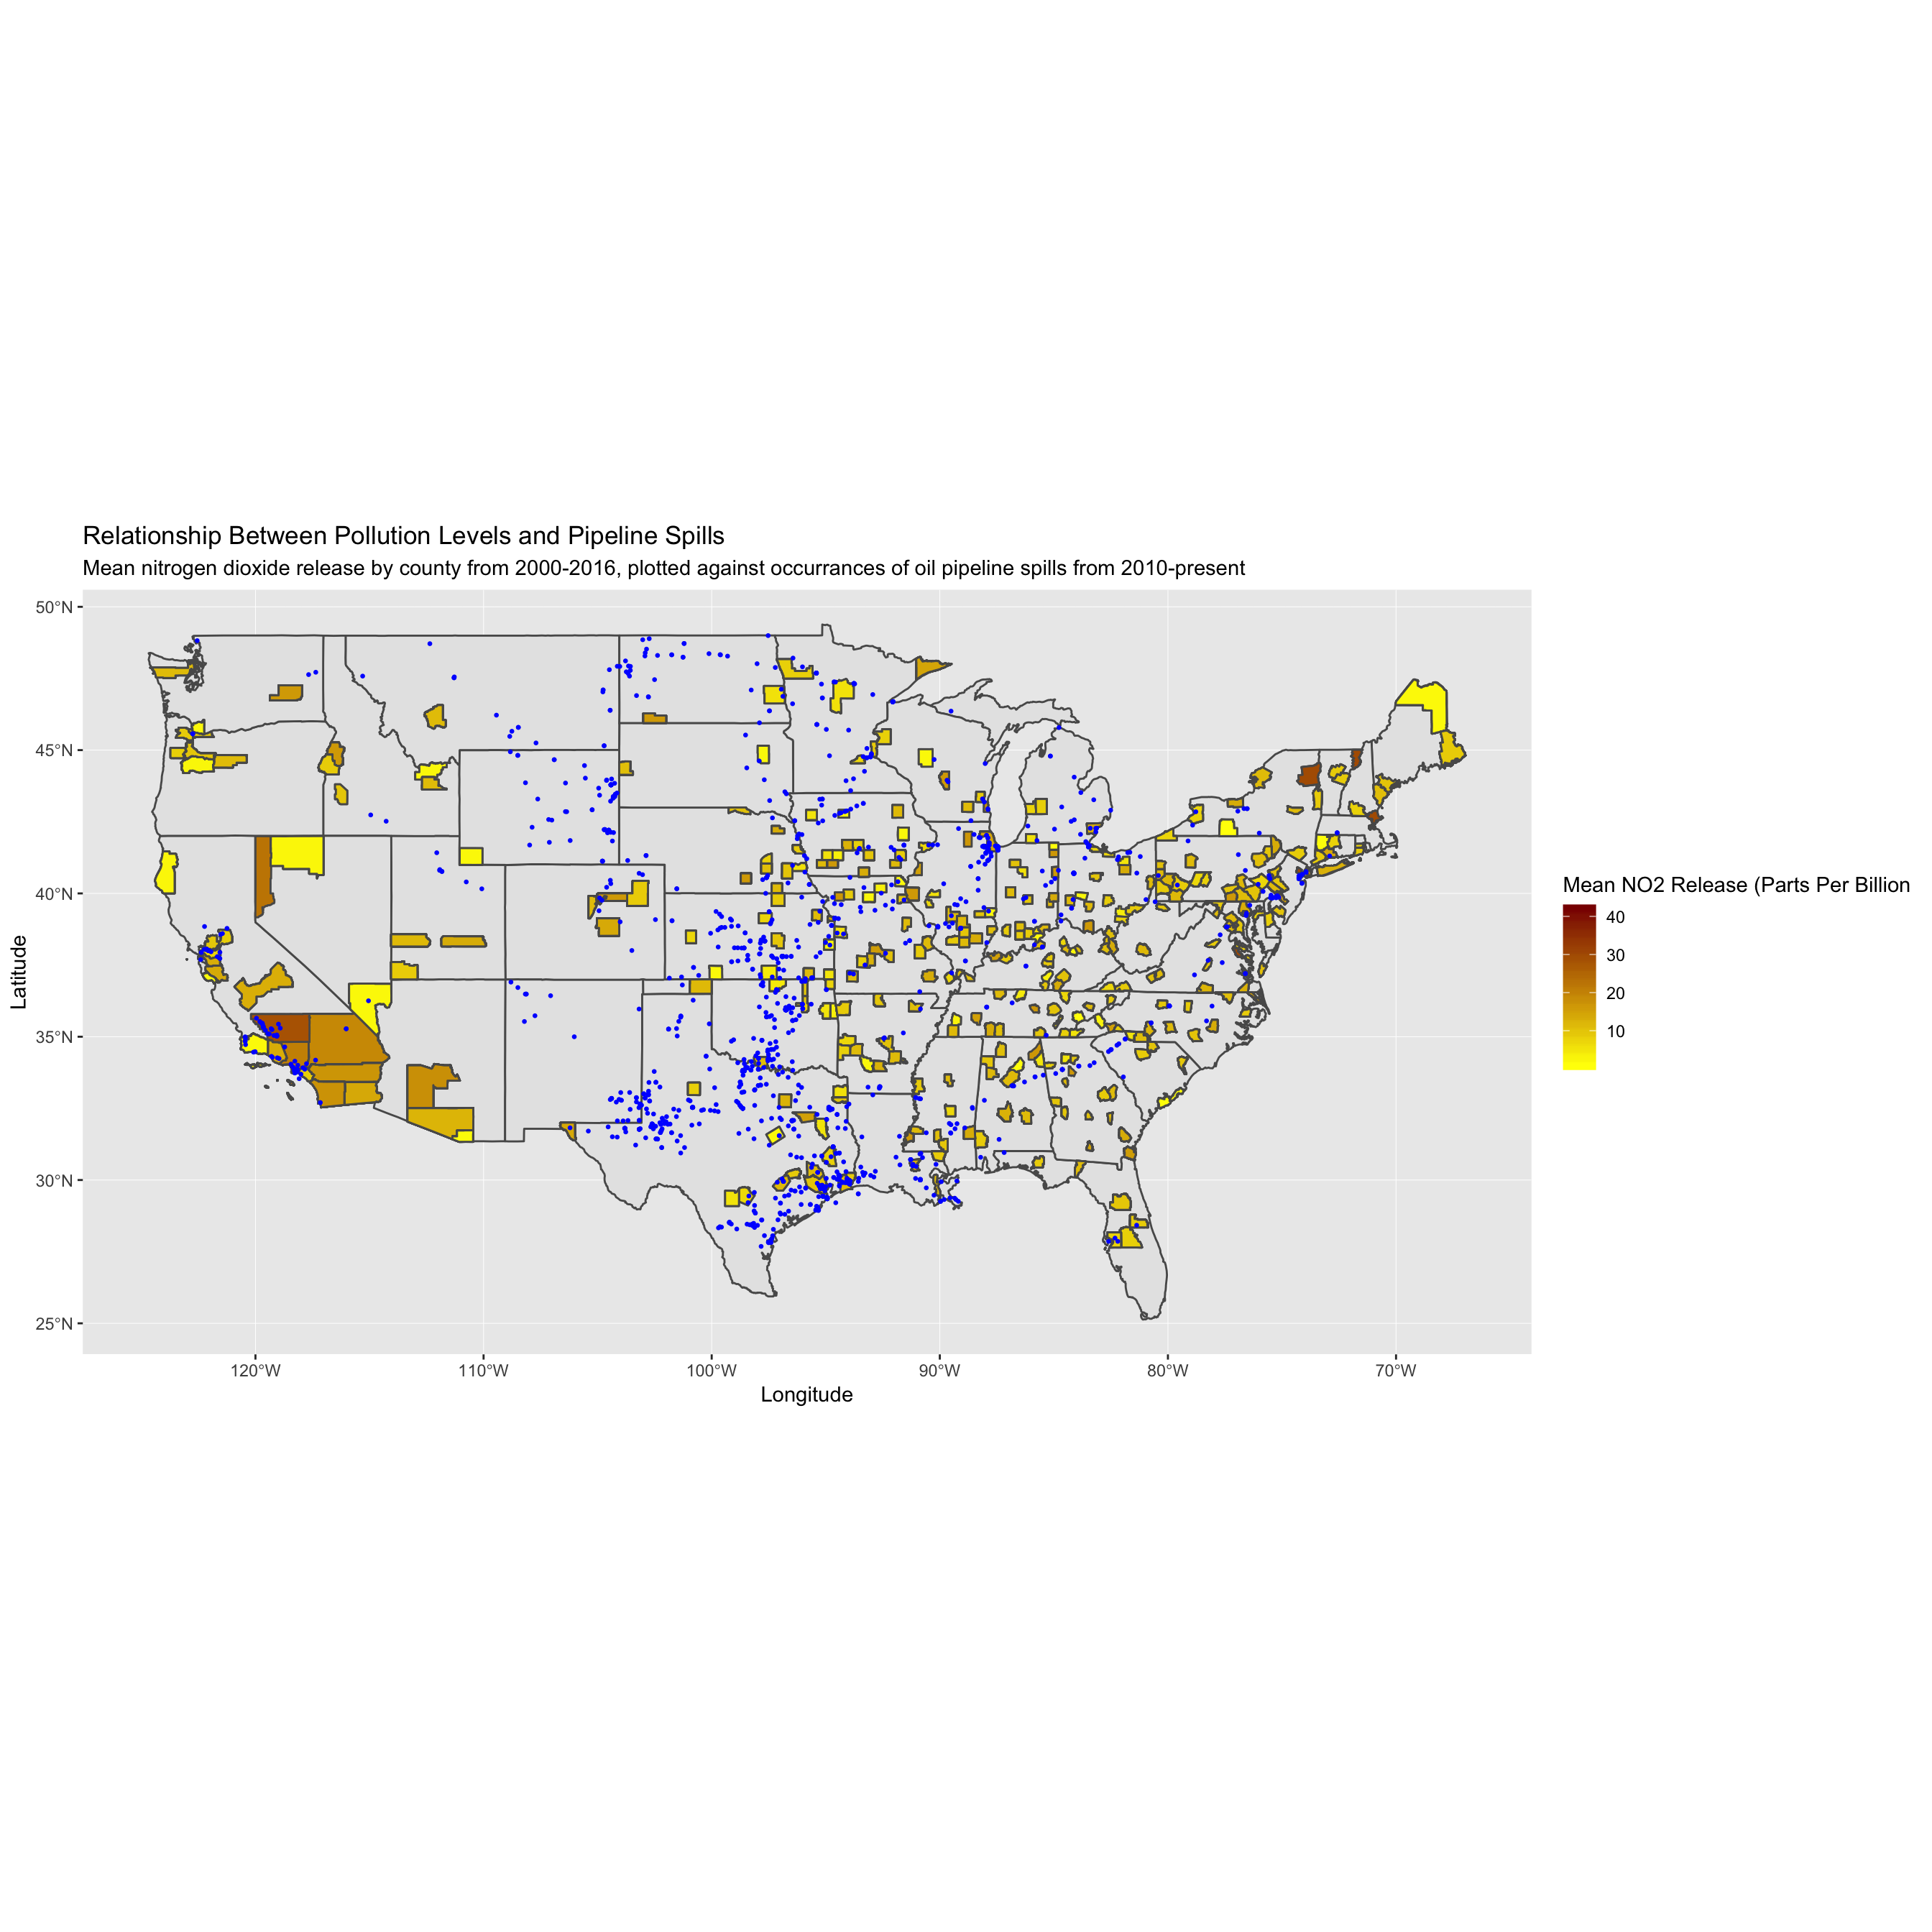 Relationship Between Pollution Levels and Pipeline Spills
Mean nitrogen dioxide release by county from 2000-2016, plotted against occurrances of oil pipeline spills from 2010-present
50°N
45°N
40°N
35°N
30°N
25°N
Latitude
120°W
110°W
100°W
90°W
80°W
70°W
Longitude
Mean NO2 Release (Parts Per Billion
40
30
20
10